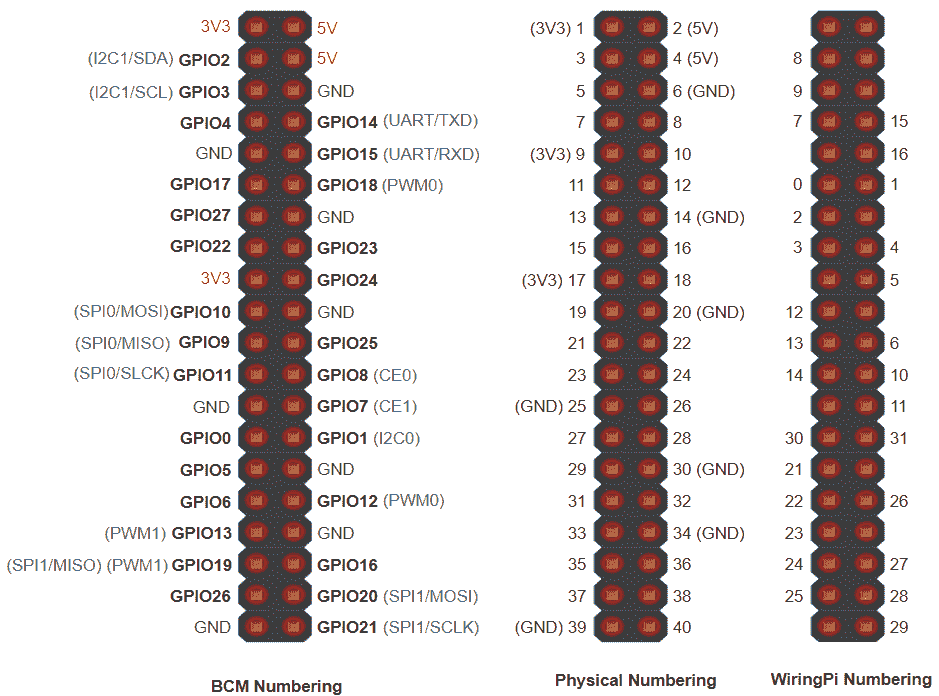 3V3 5V (3V3) 1 2 (5V)
(I2C1/SDA) GPIO2 5V 3 4 (5V) 8
(I2C1/SCL) GPIO3 GND 5 6 (GND) 9
GPIO4 GPIO14 (UART/TXD) 7 8 7 15
GND GPIO15 (UART/RXD) (3V3) 9 10 16
GPIO17 GPIO18 (PWM0) 11 12 0 1
GPIO27 GND 13 14 (GND) 2
GPIO22 GPIO23 15 16 3 4
3V3 GPIO24 (3V3) 17 18 5
(SPI0/MOSI) GPIO10 GND 19 20 (GND) 12
(SPI0/MISO) GPIO9 GPIO25 21 22 13 6
(SPI0/SLCK) GPIO11 GPIO8 (CE0) 23 24 14 10
GND GPIO7 (CE1) (GND) 25 26 11
GPIO0 GPIO1 (I2C0) 27 28 30 31
GPIO5 GND 29 30 (GND) 21
GPIO6 GPIO12 (PWM0) 31 32 22 26
(PWM1) GPIO13 GND 33 34 (GND) 23
(SPI1/MISO) (PWM1) GPIO19 GPIO16 35 36 24 27
GPIO26 GPIO20 (SPI1/MOSI) 37 38 25 28
GND GPIO21 (SPI1/SCLK) (GND) 39 40 29
BCM Numbering Physical Numbering WiringPi Numbering